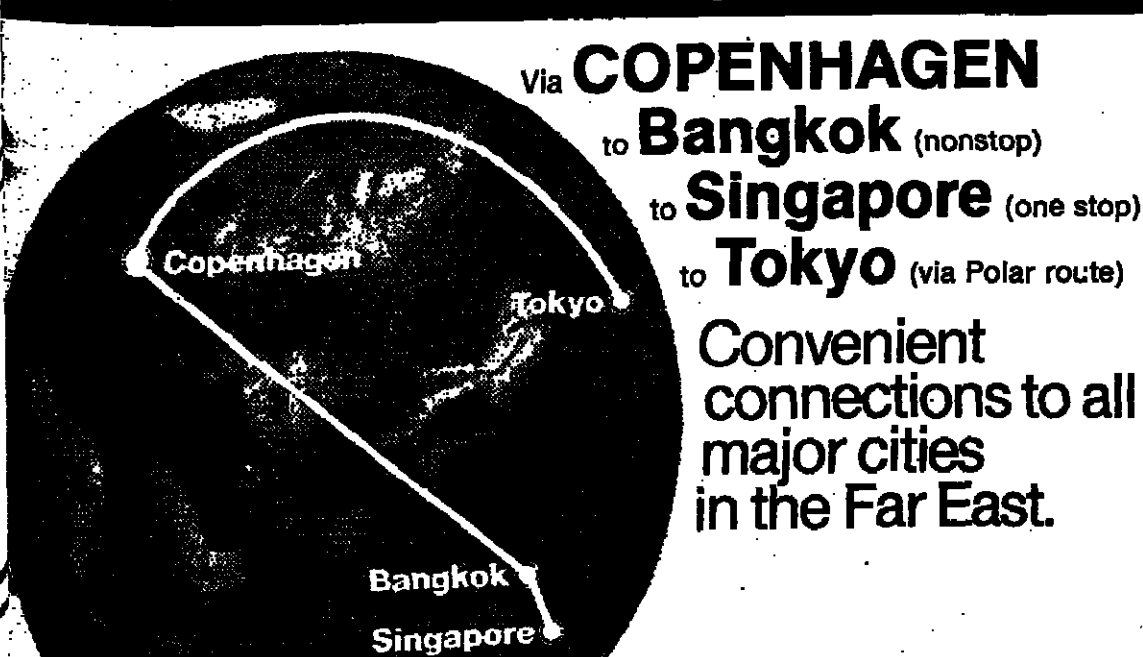 Via COPENHAGEN
to Bangkok (nonstop)
to Singapore (one stop)
to Tokyo (via Polar route)
Convenient
connections to all
major cities
in the Far East.
Copenhagen
Tokyo
Bangkok
Singapore